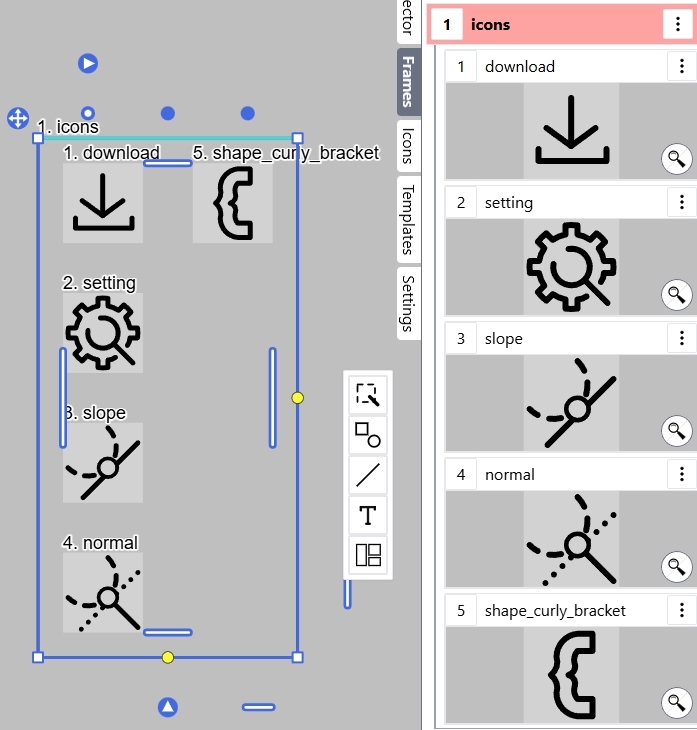 1. icons
1. download
5. shape_curly_bracket
2. setting
3. slope
4. normal
ector
Frames
Icons
Templates
Settings
T
1 icons
1 download
2 setting
3 slope
4 normal
5 shape_curly_bracket